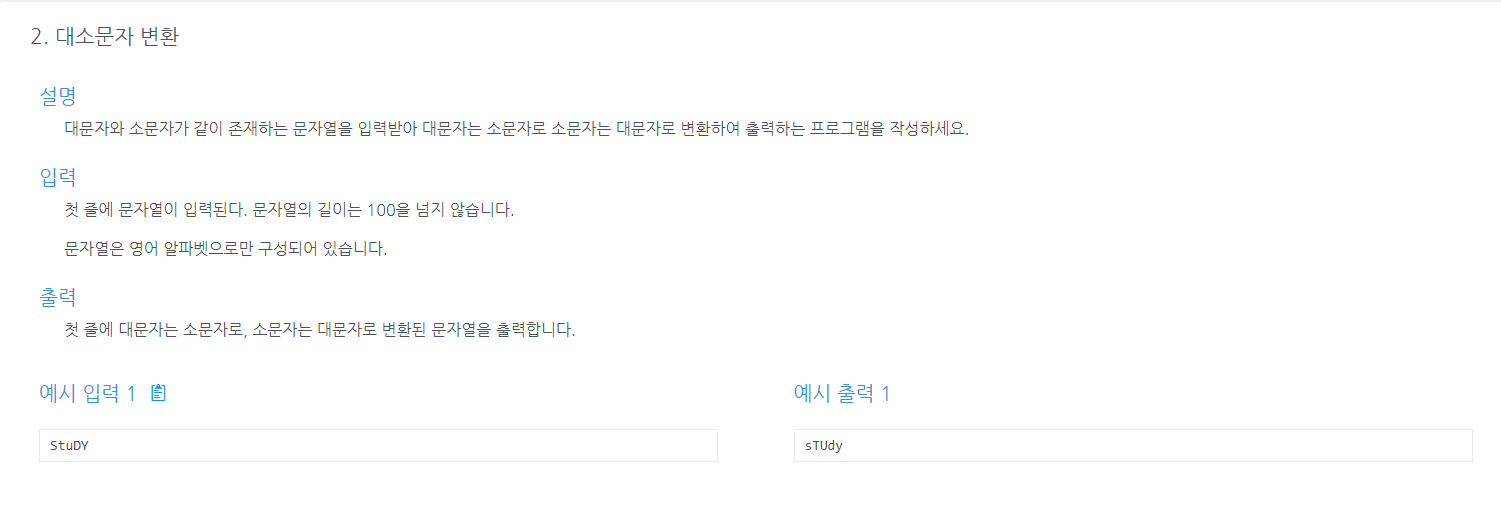 2. 대소문자 변환
설명
대문자와 소문자가 같이 존재하는 문자열을 입력받아 대문자는 소문자로 소문자는 대문자로 변환하여 출력하는 프로그램을 작성하세요.
입력
첫 줄에 문자열이 입력된다. 문자열의 길이는 100을 넘지 않습니다.
문자열은 영어 알파벳으로만 구성되어 있습니다.
출력
첫 줄에 대문자는 소문자로, 소문자는 대문자로 변환된 문자열을 출력합니다.
예시 입력 1
예시 출력 1
StuDY
sTUdy